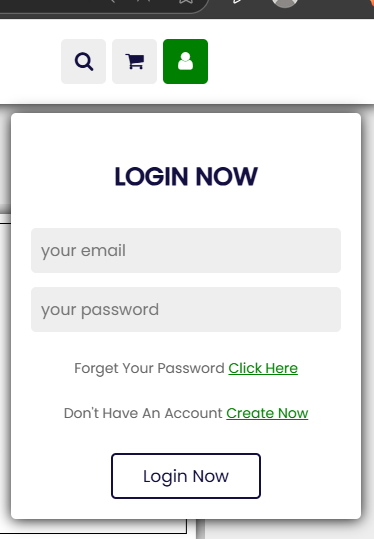 LOGIN NOW
your email
your password
Forget Your Password Click Here
Don't Have An Account Create Now
Login Now